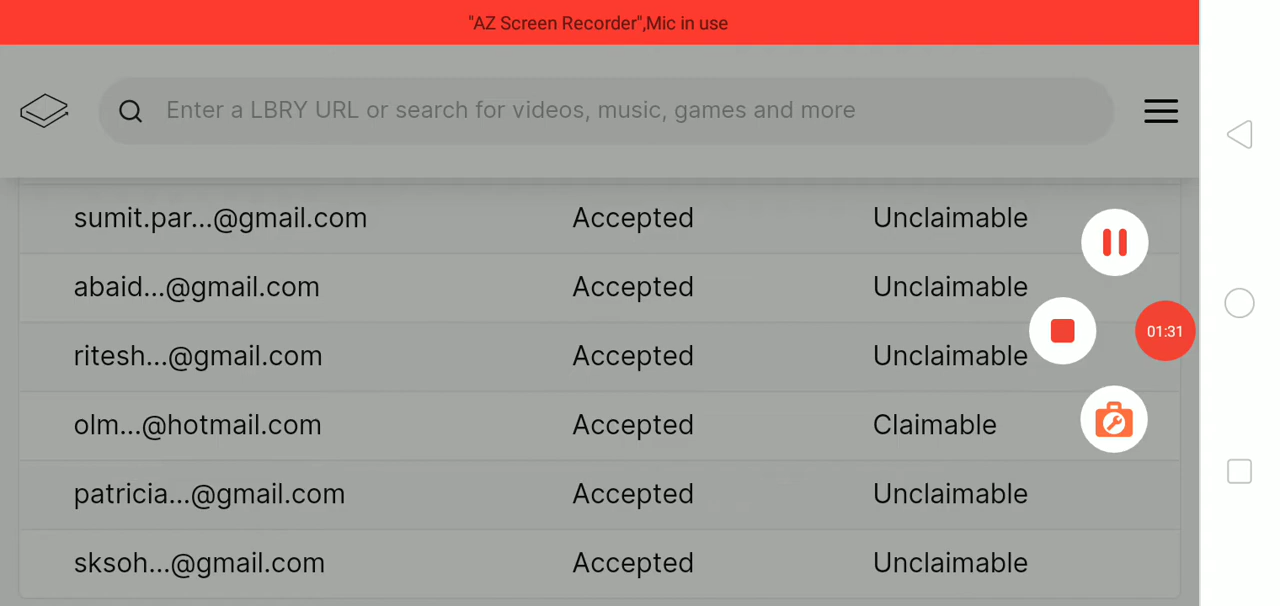 "AZ Screen Recorder",Mic in use
Enter a LBRY URL or search for videos, music, games and more
sumit.par...@gmail.com Accepted Unclaimable
abaid...@gmail.com Accepted Unclaimable
ritesh...@gmail.com Accepted Unclaimable
01:31
olm...@hotmail.com Accepted Claimable
patricia...@gmail.com Accepted Unclaimable
sksoh...@gmail.com Accepted Unclaimable